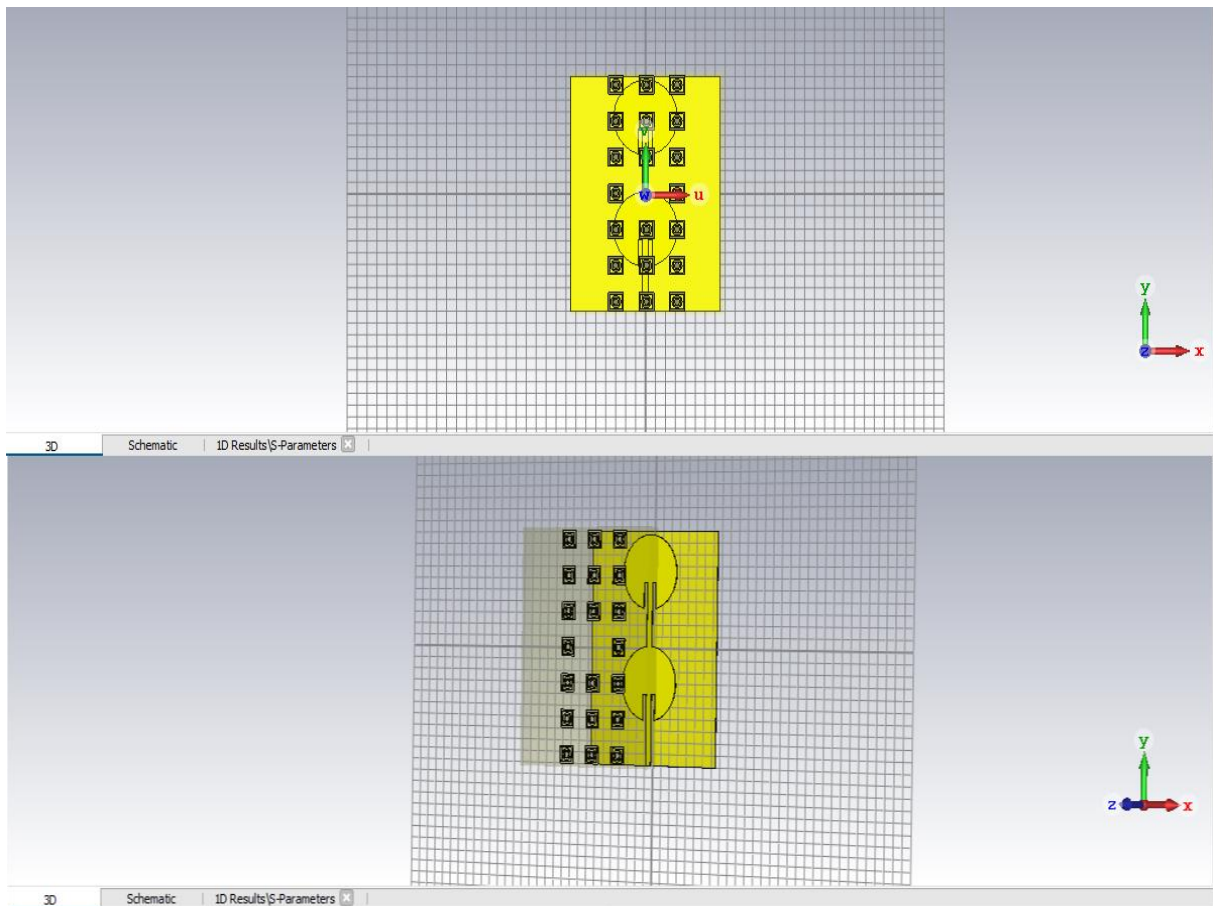 v
w u
y
z x
3D Schematic 1D Results\S-Parameters
y
z x
3D Schematic 1D Results\S-Parameters